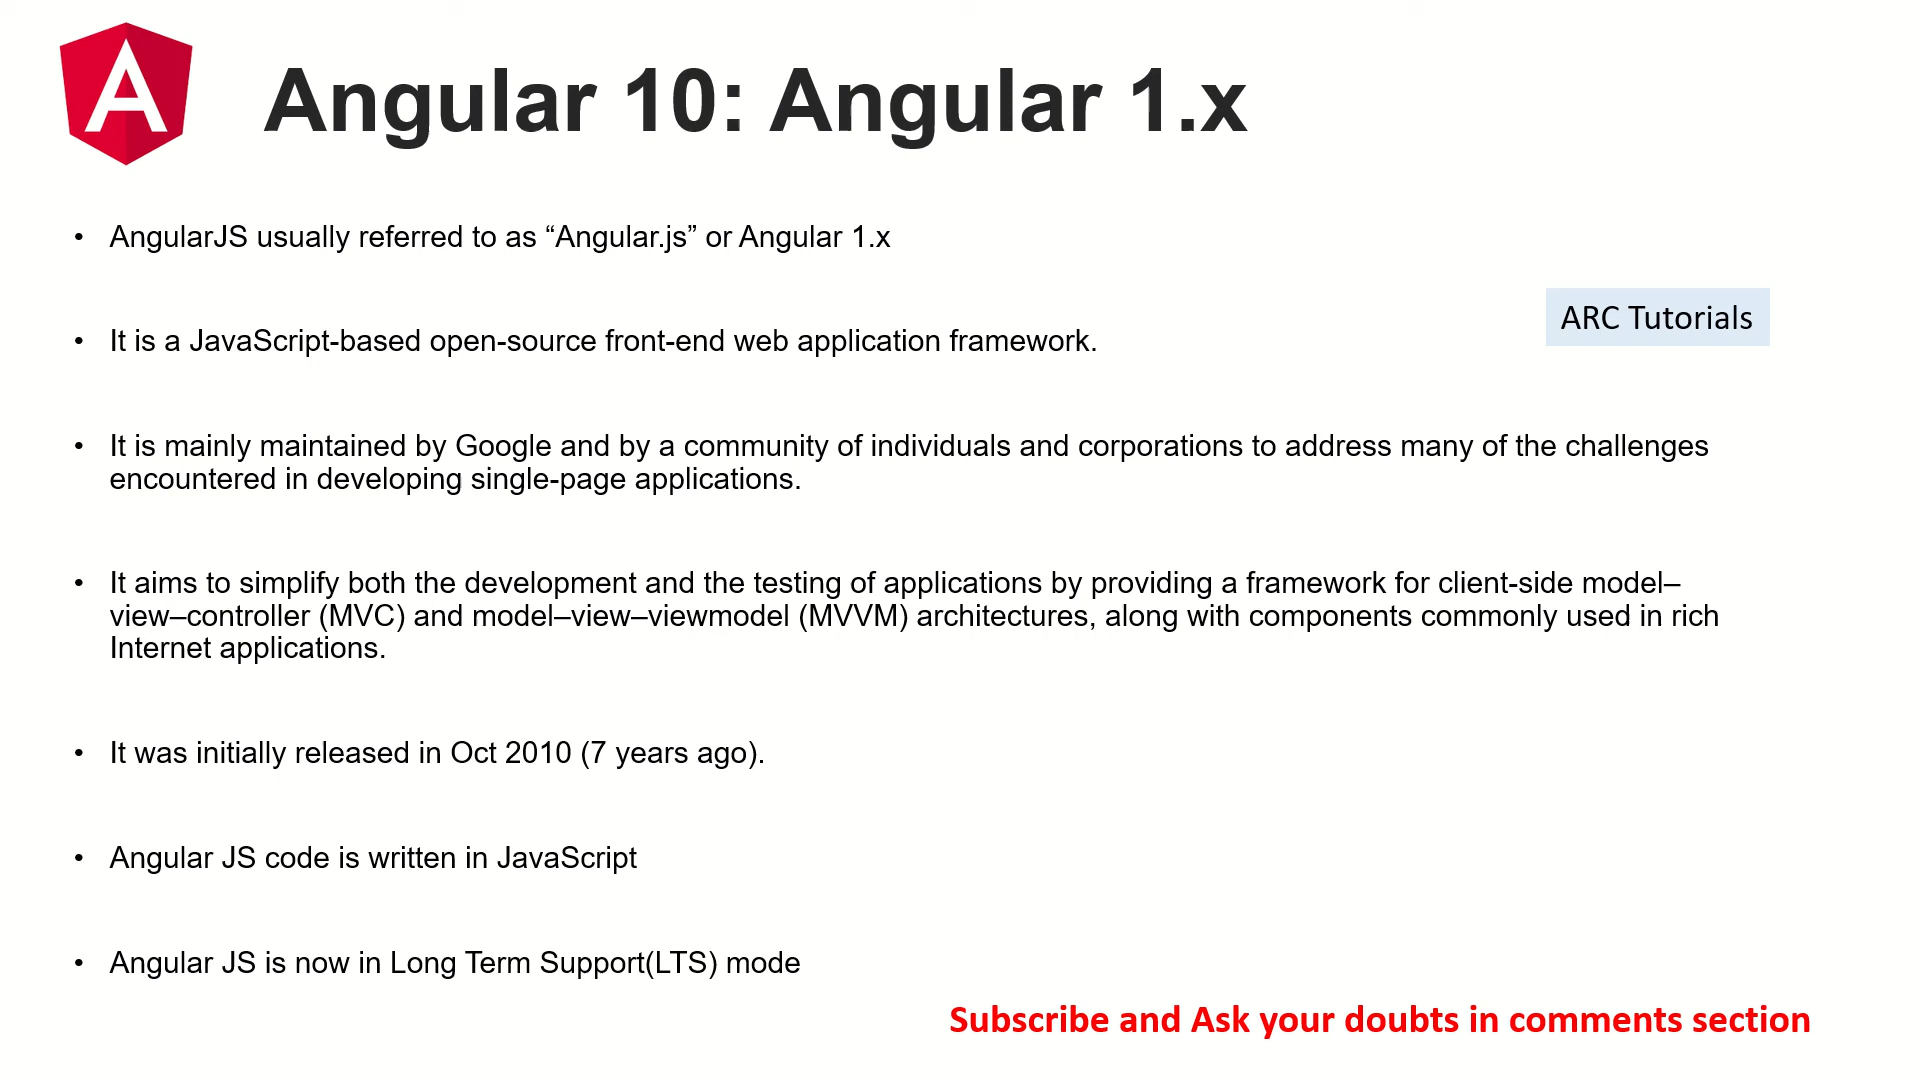 Angular 10: Angular 1.x
• AngularJS usually referred to as “Angular.js” or Angular 1.x
ARC Tutorials
• It is a JavaScript-based open-source front-end web application framework.
• It is mainly maintained by Google and by a community of individuals and corporations to address many of the challenges
encountered in developing single-page applications.
• It aims to simplify both the development and the testing of applications by providing a framework for client-side model–
view–controller (MVC) and model–view–viewmodel (MVVM) architectures, along with components commonly used in rich
Internet applications.
• It was initially released in Oct 2010 (7 years ago).
• Angular JS code is written in JavaScript
• Angular JS is now in Long Term Support(LTS) mode
Subscribe and Ask your doubts in comments section